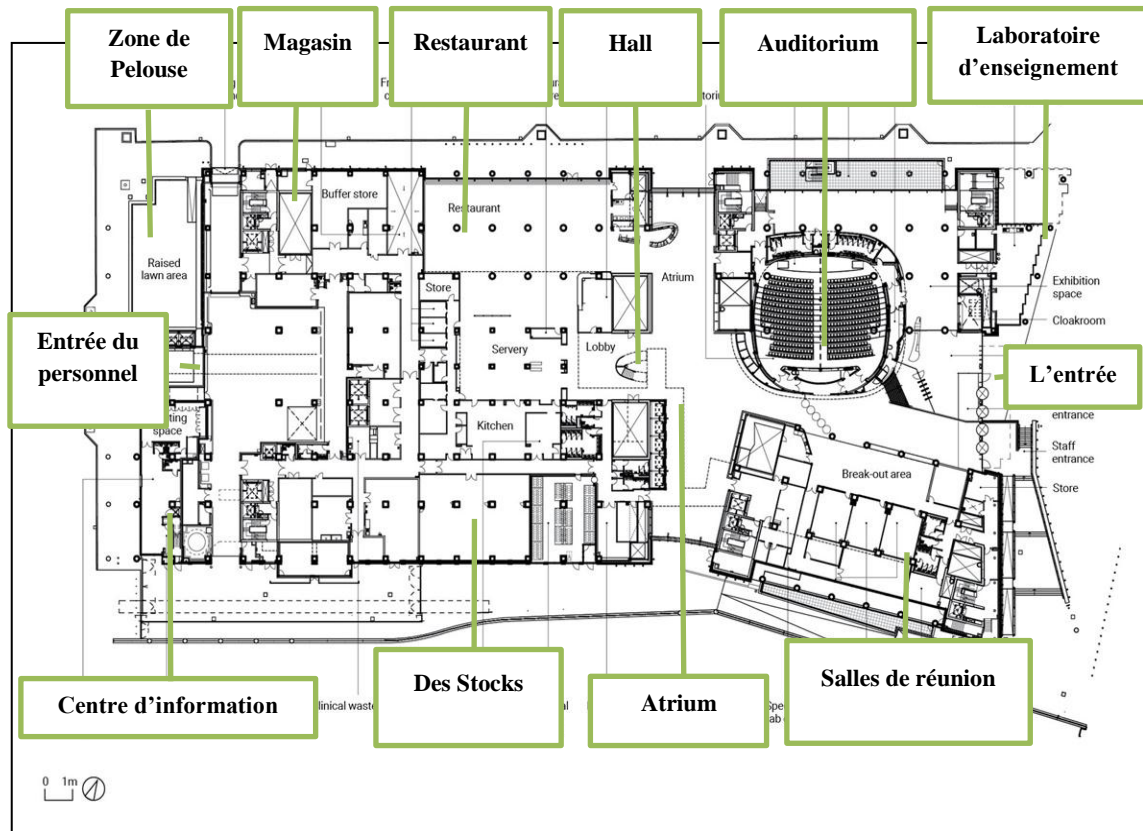 Zone de
Pelouse
Magasin
Restaurant
Hall
Auditorium
Laboratoire
d'enseignement
Buffer store
Restaurant
Raised
lawn area
Store
Atrium
Exhibition
space
Cloakroom
Entrée du
personnel
Servery
Lobby
L'entrée
space
Kitchen
entrance
Staff
entrance
Break-out area
Store
Centre d'information
Des Stocks
Atrium
Salles de réunion
0 1m